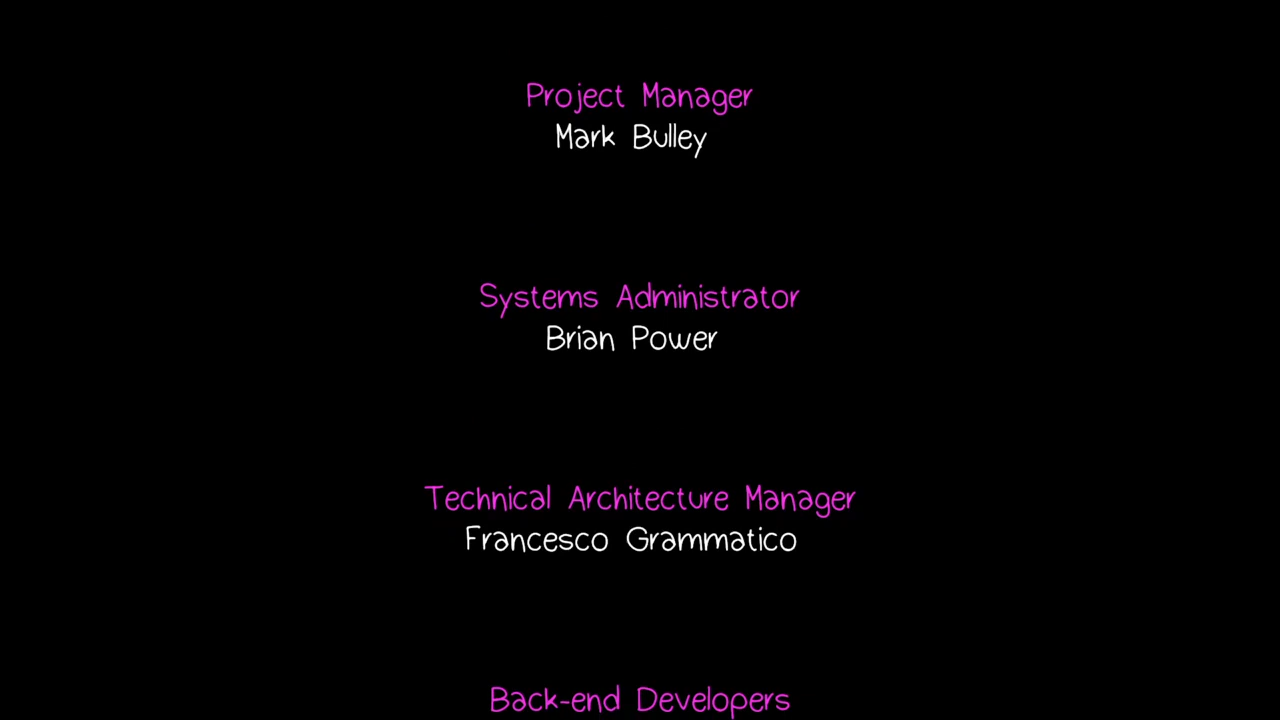 Project Manager
Mark Bulley
Systems Administrator
Brian Power
Technical Architecture Manager
Francesco Grammatico
Back-end Developers